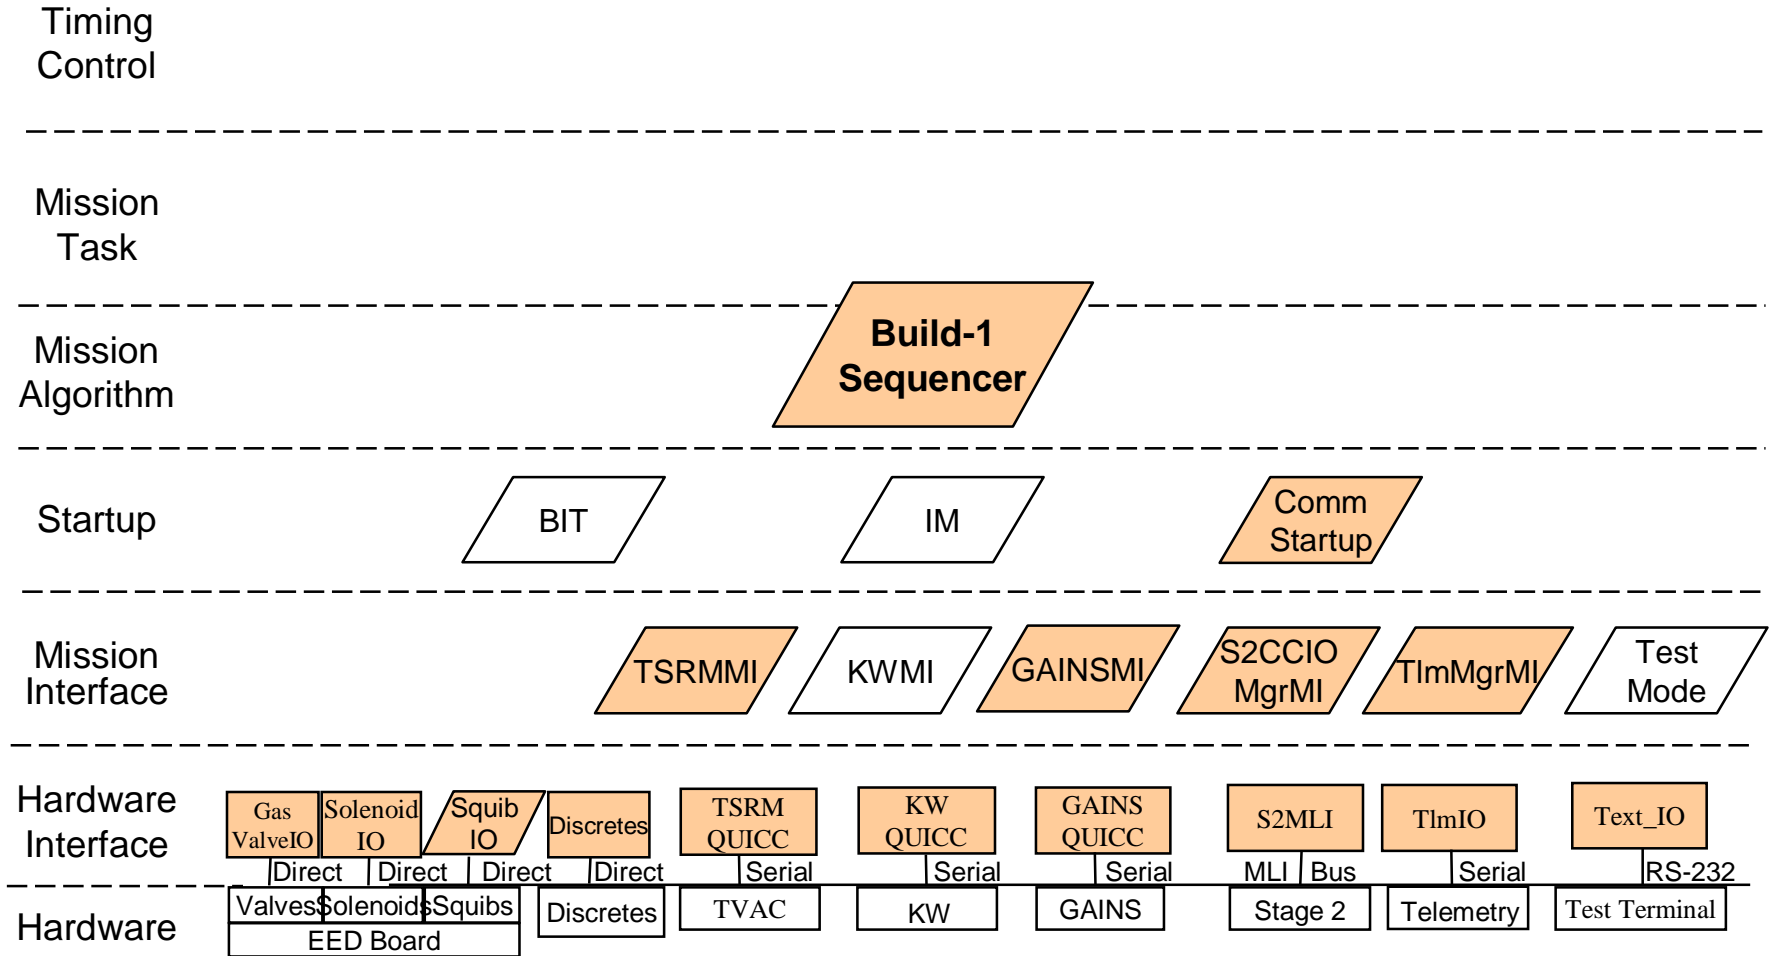 Timing
Control
Mission
Task
Mission
Algorithm
Build-1
Sequencer
Startup
BIT
IM
Comm
Startup
Mission
Interface
TSRMMI
KWMI
GAINSMI
S2CCIO
MgrMI
TlmMgrMI
Test
Mode
Hardware
Interface
Gas
ValveIO
Solenoid
IO
Squib
IO
Discretes
TSRM
QUICC
KW
QUICC
GAINS
QUICC
S2MLI
TlmIO
Text_IO
Direct
Direct
Direct
Direct
Serial
Serial
Serial
MLI Bus
Serial
RS-232
Hardware
Valves
Solenoids
Squibs
EED Board
Discretes
TVAC
KW
GAINS
Stage 2
Telemetry
Test Terminal